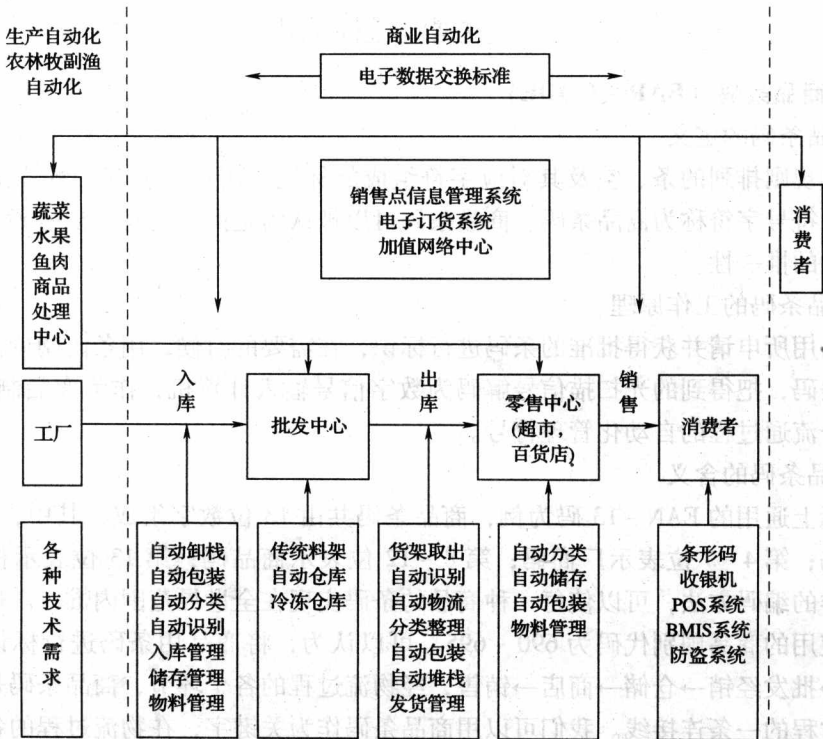 生产自动化
农林牧副渔
自动化
商业自动化
电子数据交换标准
蔬菜
水果
鱼肉
商品
处理
中心
销售点信息管理系统
电子订货系统
加值网络中心
消
费
者
工厂
入
库
批发中心
出
库
零售中心
(超市,
百货店)
销
售
消费者
各
种
技
术
需
求
自动卸栈
自动包装
自动分类
自动识别
入库管理
储存管理
物料管理
传统料架
自动仓库
冷冻仓库
货架取出
自动识别
自动物流
分类整理
自动包装
自动堆栈
发货管理
自动分类
自动储存
自动包装
物料管理
条形码
收银机
POS系统
BMIS系统
防盗系统